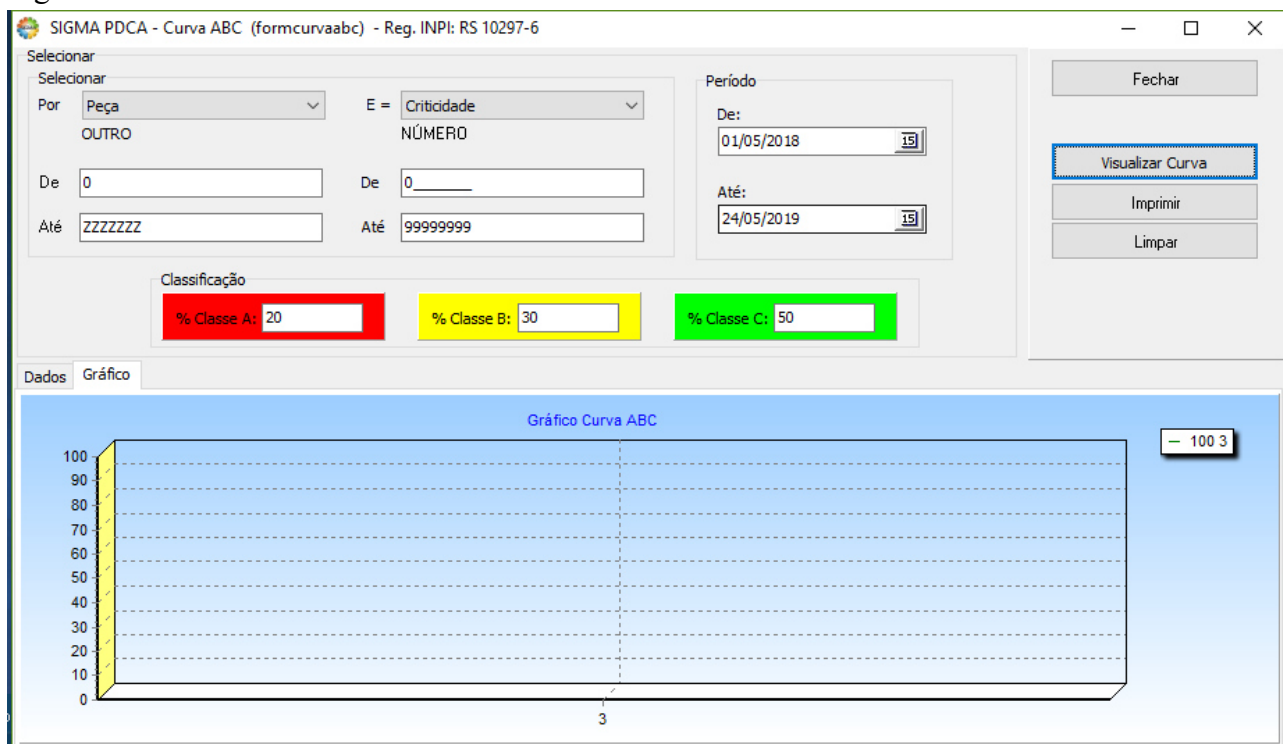 SIGMA PDCA - Curva ABC (formcurvaabc) - Reg. INPI: RS 10297-6
Selecionar
Selecionar
Por Peça E = Criticidade
OUTRO NÚMERO
De 0 De 0_______
Até ZZZZZZZ Até 99999999
Período
De:
01/05/2018 15
Até:
24/05/2019 15
Fechar
Visualizar Curva
Imprimir
Limpar
Classificação
% Classe A: 20 % Classe B: 30 % Classe C: 50
Dados Gráfico
Gráfico Curva ABC
100 3
100
90
80
70
60
50
40
30
20
10
0
3